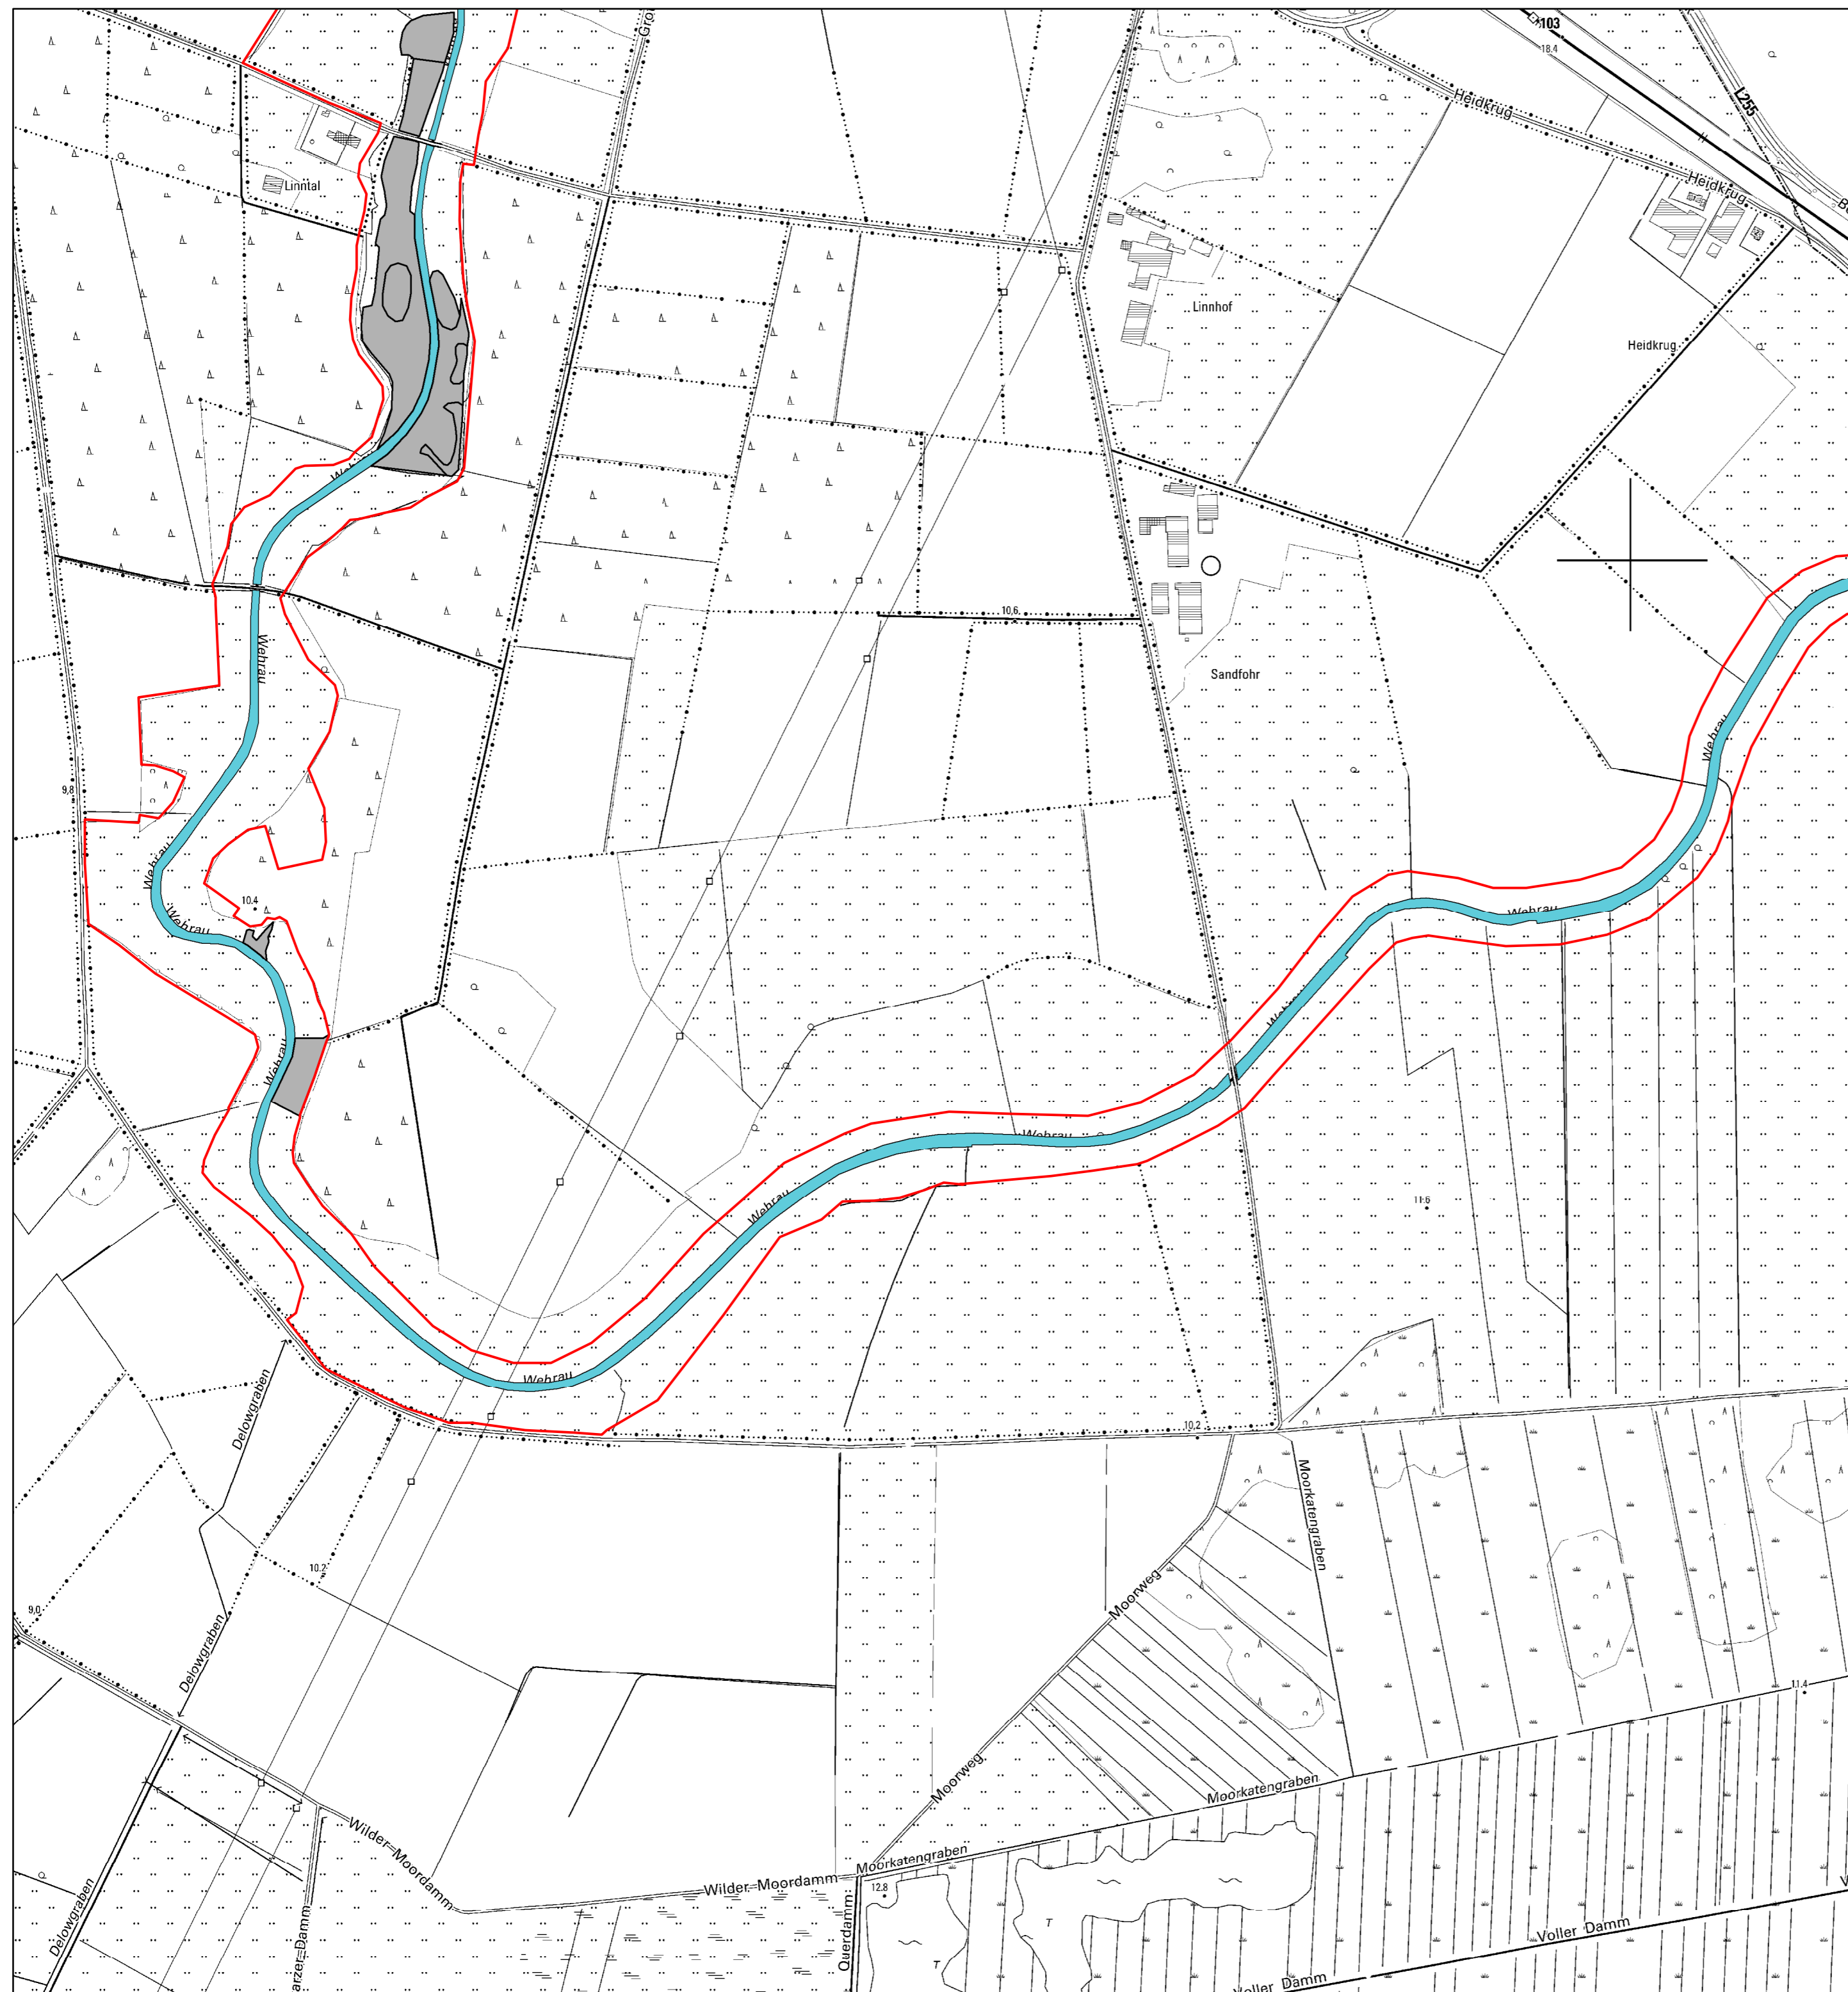 103
18.4
L255
Heidkrug
Heidkrug
Linntal
Linnhof
Heidkrug
10.6
Wehrau
Sandfohr
Wehrau
9.8
Wehrau
10.4
Wehrau
Wehrau
Wehrau
Wehrau
Wehrau
11.6
Wehrau
Delowgraben
10.2
Moorkatengraben
10.2
9.0
Moorweg
Delowgraben
11.4
Moorweg
Moorkatengraben
Wilder Moordamm
Moorkatengraben
Wilder Moordamm
12.8
Delowgraben
Querdamm
T
Voller Damm
T
Voller Damm